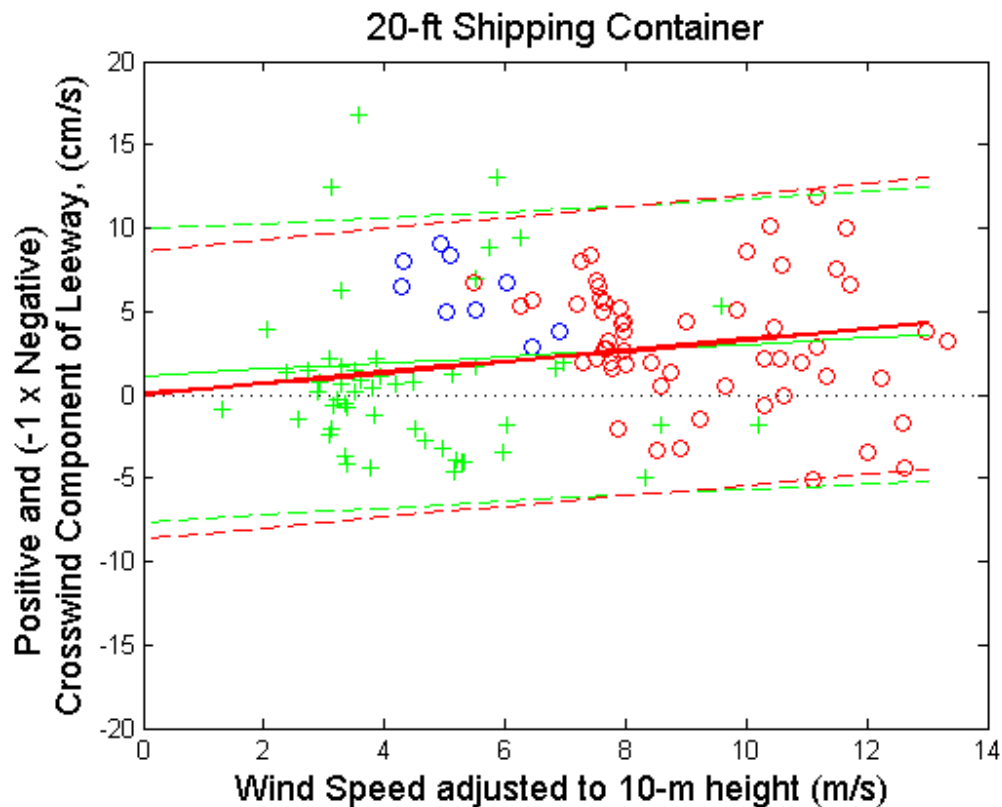 20-ft Shipping Container
Positive and (-1 x Negative)
Crosswind Component of Leeway, (cm/s)
20
15
10
5
0
-5
-10
-15
-20
0 2 4 6 8 10 12 14
Wind Speed adjusted to 10-m height (m/s)